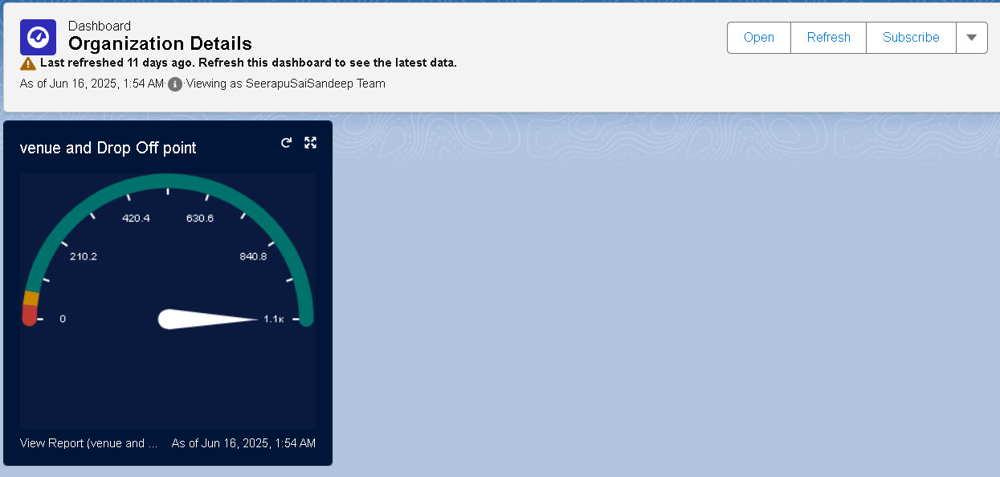 Dashboard
Organization Details
Open Refresh Subscribe
Last refreshed 11 days ago. Refresh this dashboard to see the latest data.
As of Jun 16, 2025, 1:54 AM·Viewing as SeerapuSaiSandeep Team
venue and Drop Off point
420.4 630.6
210.2 840.8
0 1.1K
View Report (venue and ... As of Jun 16, 2025, 1:54 AM